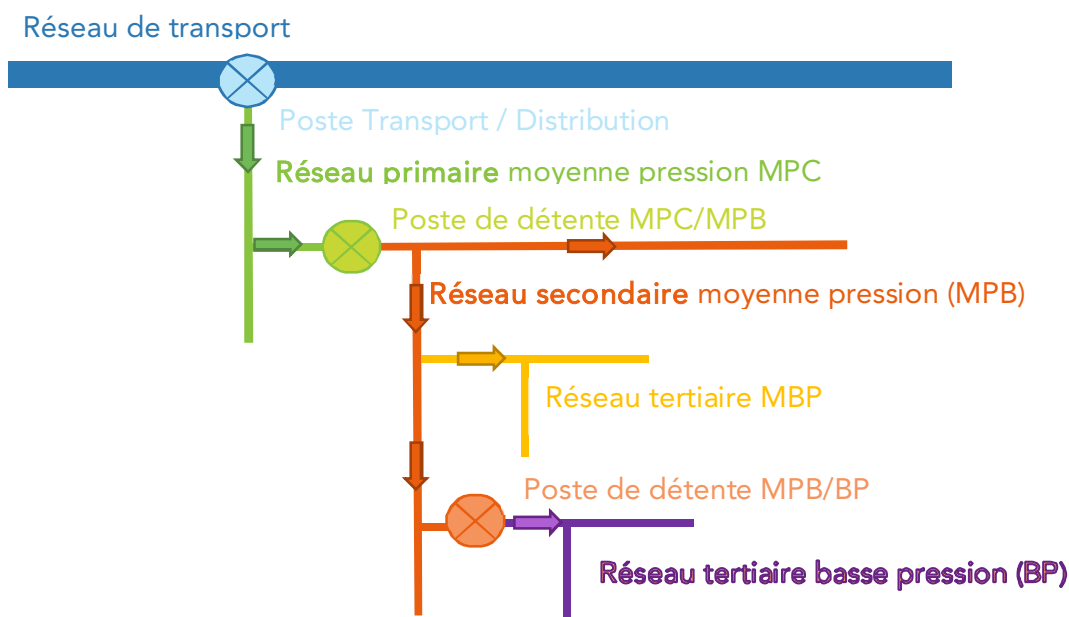 Réseau de transport
Poste Transport / Distribution
Réseau primaire moyenne pression MPC
Poste de détente MPC/MPB
Réseau secondaire moyenne pression (MPB)
Réseau tertiaire MBP
Poste de détente MPB/BP
Réseau tertiaire basse pression (BP)